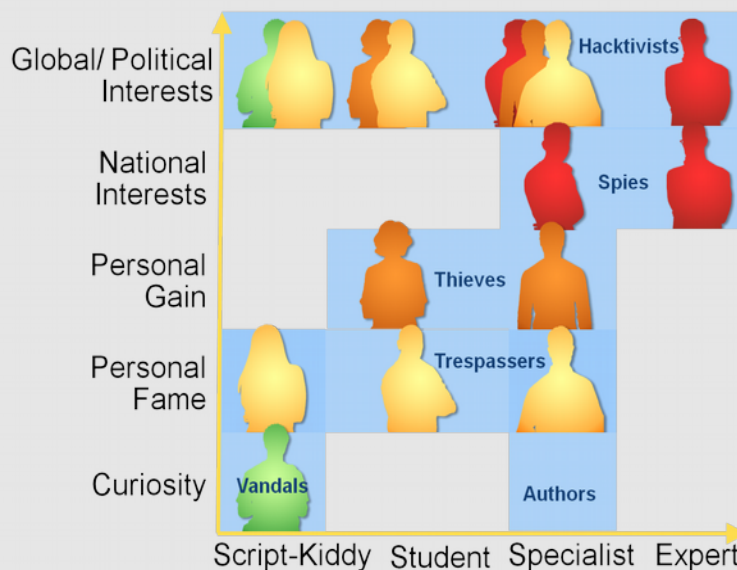 Global/ Political
Interests
Hacktivists
National
Interests
Spies
Personal
Gain
Thieves
Personal
Fame
Trespassers
Curiosity
Vandals
Authors
Script-Kiddy
Student
Specialist
Expert